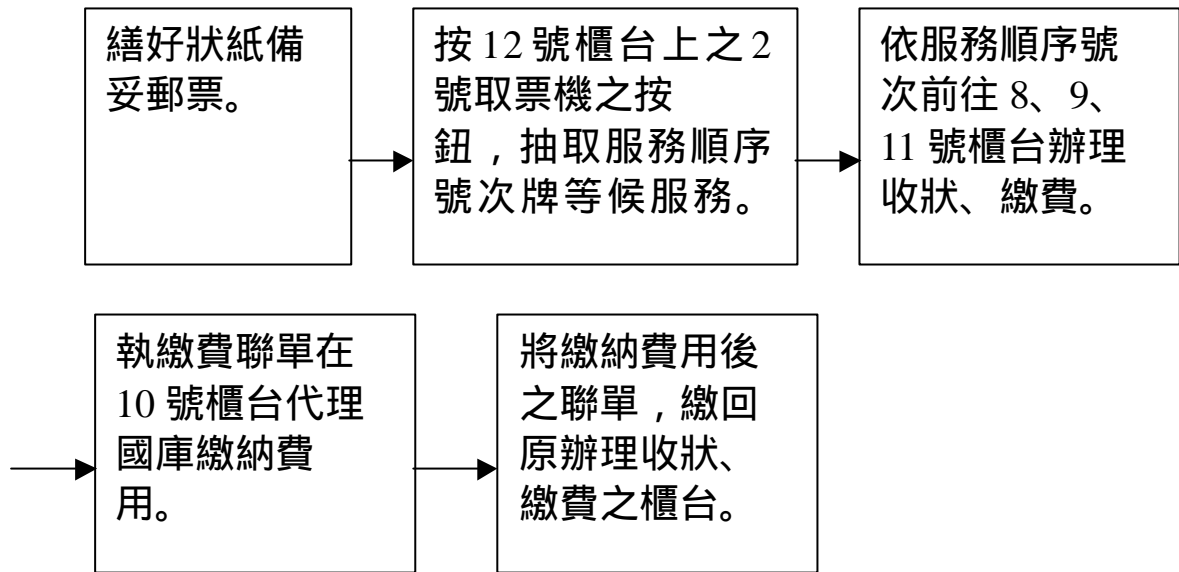 繕好狀紙備
妥郵票。
按 12 號櫃台上之 2
號取票機之按
鈕，抽取服務順序
號次牌等候服務。
依服務順序號
次前往 8、9、
11 號櫃台辦理
收狀、繳費。
執繳費聯單在
10 號櫃台代理
國庫繳納費
用。
將繳納費用後
之聯單，繳回
原辦理收狀、
繳費之櫃台。